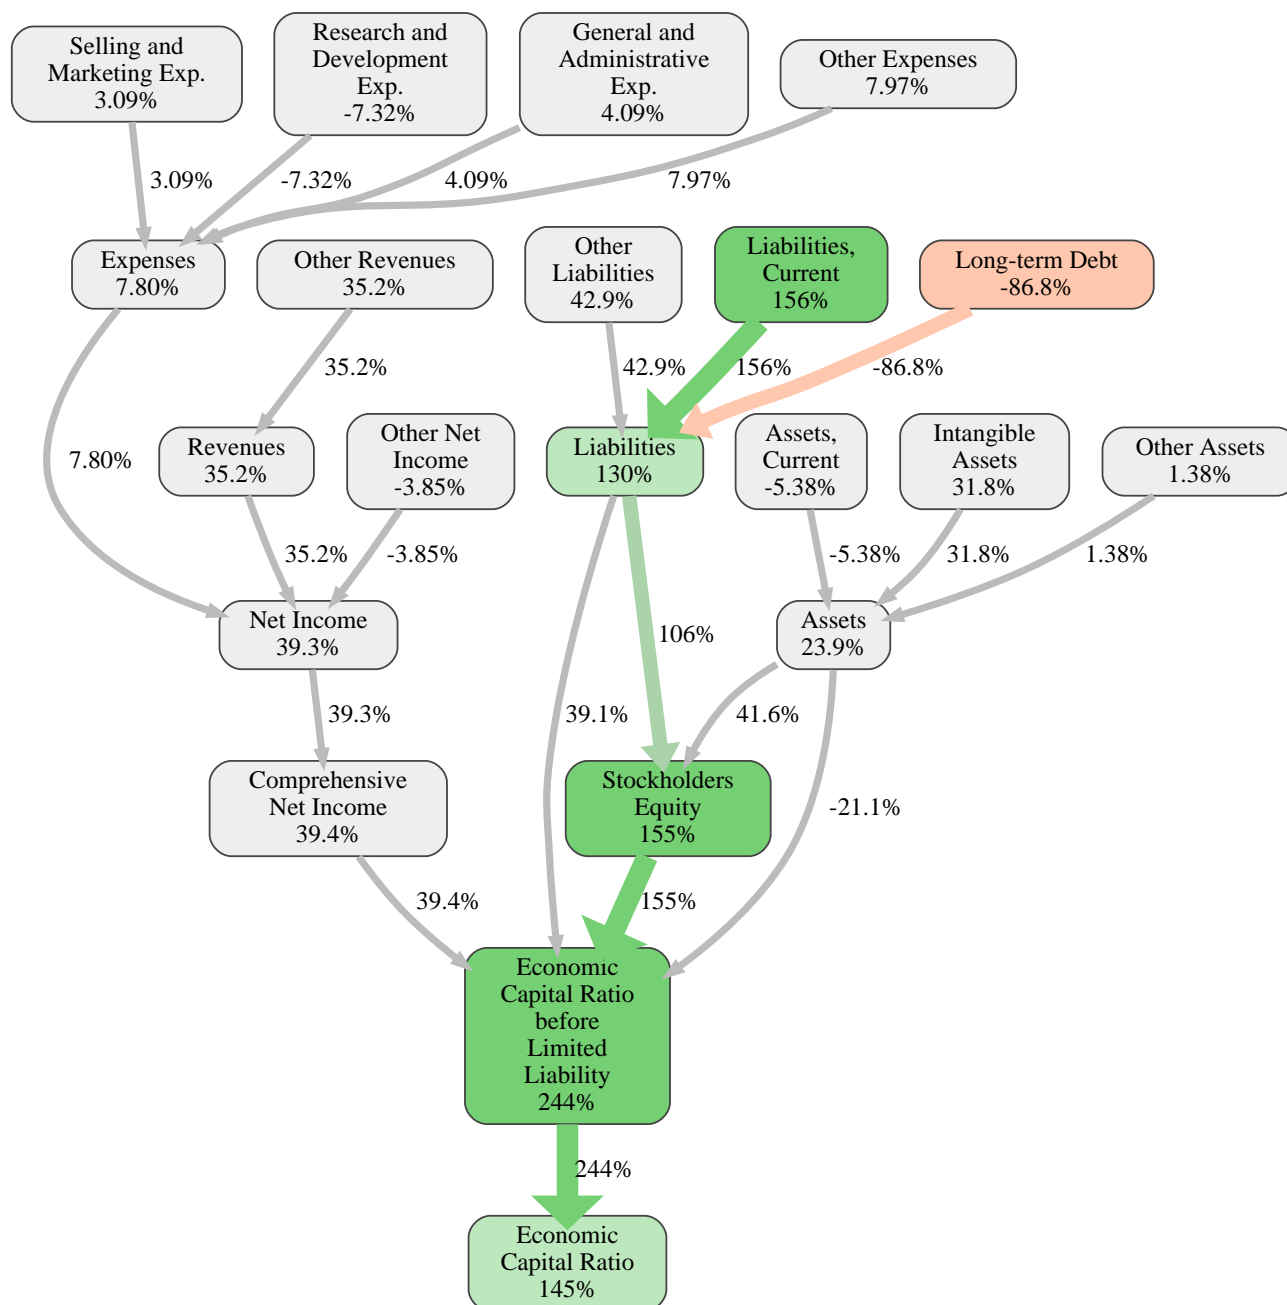 Selling and
Marketing Exp.
3.09%
Research and
Development
Exp.
-7.32%
General and
Administrative
Exp.
4.09%
Other Expenses
7.97%
3.09%
-7.32%
4.09%
7.97%
Expenses
7.80%
Other Revenues
35.2%
Other
Liabilities
42.9%
Liabilities,
Current
156%
Long-term Debt
-86.8%
35.2%
42.9%
156%
-86.8%
7.80%
Revenues
35.2%
Other Net
Income
-3.85%
Liabilities
130%
Assets,
Current
-5.38%
Intangible
Assets
31.8%
Other Assets
1.38%
35.2%
-3.85%
-5.38%
31.8%
1.38%
Net Income
39.3%
106%
Assets
23.9%
39.3%
39.1%
41.6%
Comprehensive
Net Income
39.4%
Stockholders
Equity
155%
-21.1%
39.4%
155%
Economic
Capital Ratio
before
Limited
Liability
244%
244%
Economic
Capital Ratio
145%